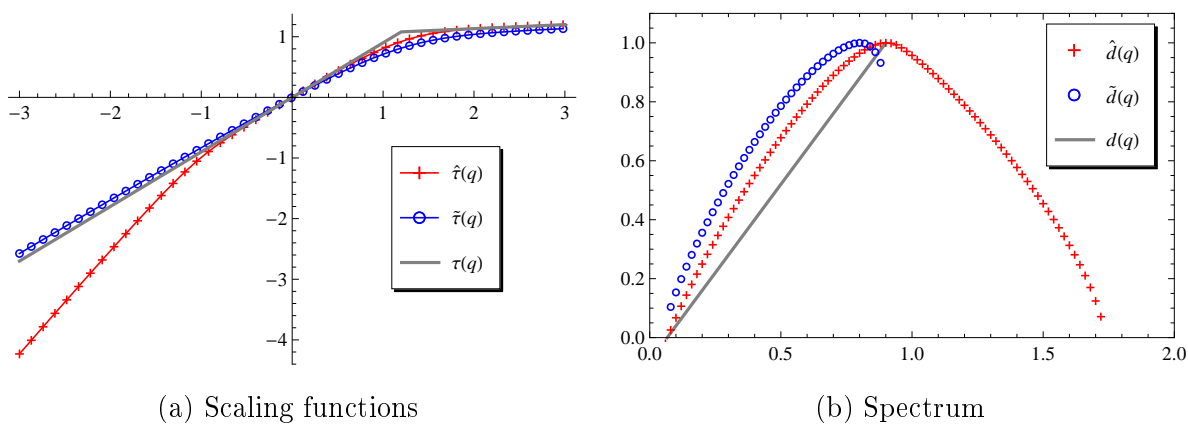 1
−3
−2
−1
0
1
2
3
−1
−2
−3
−4
τ̂(q)
τ̃(q)
τ(q)
(a) Scaling functions
1.0
0.8
0.6
0.4
0.2
0.0
0.0
0.5
1.0
1.5
2.0
d̂(q)
d̃(q)
d(q)
(b) Spectrum